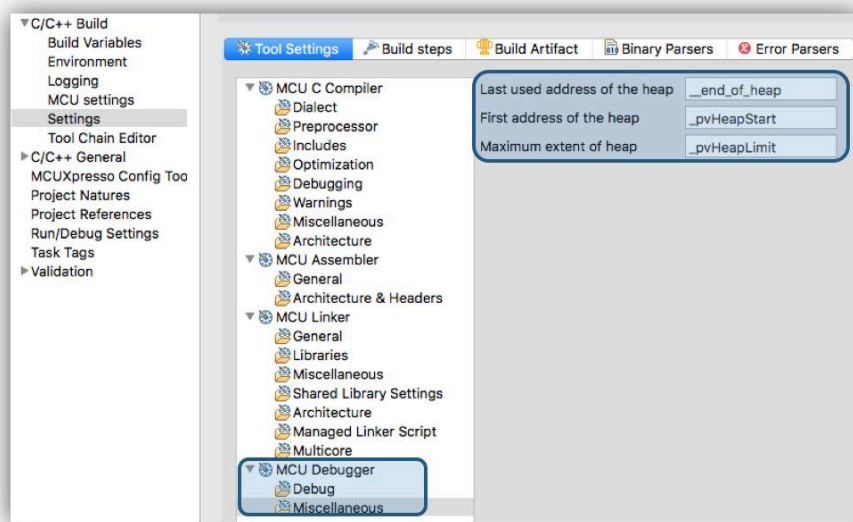 C/C++ Build
Build Variables
Environment
Logging
MCU settings
Settings
Tool Chain Editor
C/C++ General
MCUXpresso Config Too
Project Natures
Project References
Run/Debug Settings
Task Tags
Validation
Tool Settings Build steps Build Artifact Binary Parsers Error Parsers
MCU C Compiler
Dialect
Preprocessor
Includes
Optimization
Debugging
Warnings
Miscellaneous
Architecture
MCU Assembler
General
Architecture & Headers
MCU Linker
General
Libraries
Miscellaneous
Shared Library Settings
Architecture
Managed Linker Script
Multicore
MCU Debugger
Debug
Miscellaneous
Last used address of the heap __end_of_heap
First address of the heap _pvHeapStart
Maximum extent of heap _pvHeapLimit